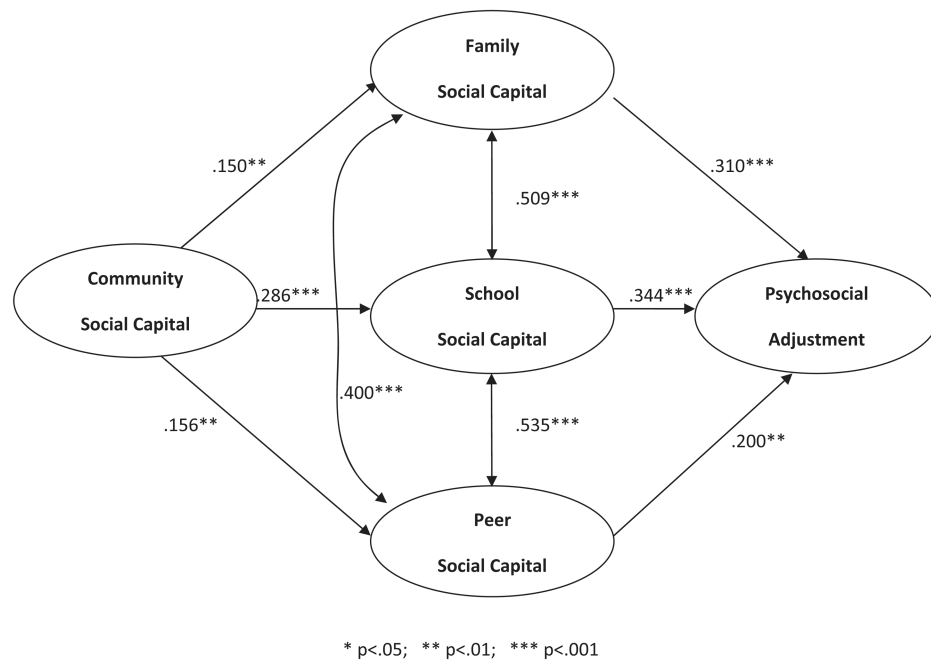 Family
Social Capital
.150**
.310***
.509***
Community
Social Capital
.286***
School
Social Capital
.344***
Psychosocial
Adjustment
.400***
.156**
.535***
.200**
Peer
Social Capital
* p<.05; ** p<.01; *** p<.001